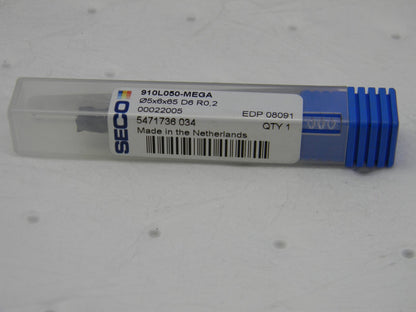 SECO
910L050-MEGA
Ø5x6x65 D6 R0,2
00022005 EDP 08091
5471736 034 QTY 1
Made in the Netherlands